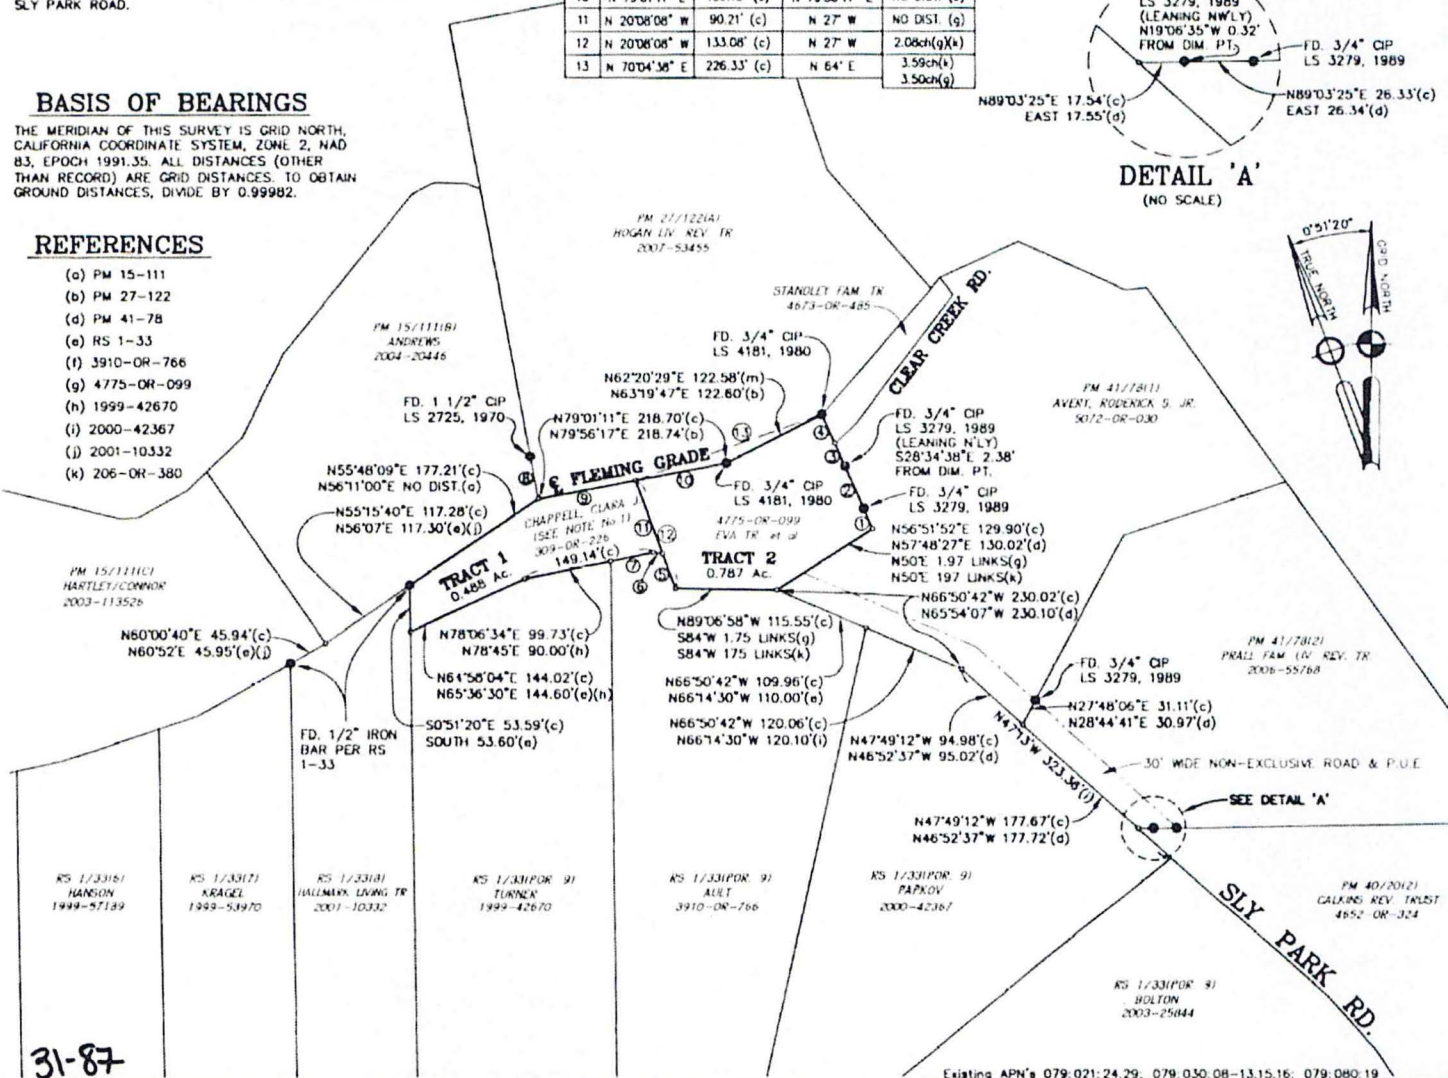 SLY PARK ROAD.
11 N 20°08'08" W 90.21' (c) N 27° W NO DIST. (g)
12 N 20°08'08" W 133.08' (c) N 27° W 2.08ch(g)(k)
13 N 70°04'38" E 226.33' (c) N 64° E 3.59ch(k)
3.50ch(g)
LS 3279, 1989
(LEANING NW'LY)
N19°06'35"W 0.32'
FROM DIM. PT.
FD. 3/4" CIP
LS 3279, 1989
N89°03'25"E 17.54'(c)
EAST 17.55'(d)
N89°03'25"E 26.33'(c)
EAST 26.34'(d)
DETAIL 'A'
(NO SCALE)
BASIS OF BEARINGS
THE MERIDIAN OF THIS SURVEY IS GRID NORTH,
CALIFORNIA COORDINATE SYSTEM, ZONE 2, NAD
83, EPOCH 1991.35. ALL DISTANCES (OTHER
THAN RECORD) ARE GRID DISTANCES. TO OBTAIN
GROUND DISTANCES, DIVIDE BY 0.99982.
REFERENCES
(a) PM 15-111
(b) PM 27-122
(d) PM 41-78
(e) RS 1-33
(f) 3910-OR-766
(g) 4775-OR-099
(h) 1999-42670
(i) 2000-42367
(j) 2001-10332
(k) 206-OR-380
0°51'20"
TRUE NORTH
GRID NORTH
PM 27/122(A)
HOGAN LIV. REV. TR
2007-53455
STANDLEY FAM. TR
4673-OR-485
CLEAR CREEK RD.
PM 15/111(B)
ANDREWS
2004-20446
FD. 3/4" CIP
LS 4181, 1980
N62°20'29"E 122.58'(m)
N63°19'47"E 122.60'(b)
PM 41/78(1)
AVERT, RODERICK S. JR.
5072-OR-030
FD. 1 1/2" CIP
LS 2725, 1970
N79°01'11"E 218.70'(c)
N79°56'17"E 218.74'(b)
13
4
3
2
1
FD. 3/4" CIP
LS 3279, 1989
(LEANING N'LY)
S28°34'38"E 2.38'
FROM DIM. PT.
N55°48'09"E 177.21'(c)
N56°11'00"E NO DIST.(a)
8
℄ FLEMING GRADE
9
10
FD. 3/4" CIP
LS 4181, 1980
FD. 3/4" CIP
LS 3279, 1989
N55°15'40"E 117.28'(c)
N56°07'E 117.30'(e)(j)
CHAPPELL, CLARA J.
(SEE NOTE No.1)
309-OR-226
149.14'(c)
11
12
4775-OR-099
EVA TR. et al
TRACT 2
0.787 Ac.
N56°51'52"E 129.90'(c)
N57°48'27"E 130.02'(d)
N50°E 1.97 LINKS(g)
N50°E 197 LINKS(k)
TRACT 1
0.488 Ac.
7
6
5
PM 15/111(C)
HARTLEY/CONNOR
2003-113526
N66°50'42"W 230.02'(c)
N65°54'07"W 230.10'(d)
N60°00'40"E 45.94'(c)
N60°52'E 45.95'(e)(j)
N78°06'34"E 99.73'(c)
N78°45'E 90.00'(h)
N89°06'58"W 115.55'(c)
S84°W 1.75 LINKS(g)
S84°W 175 LINKS(k)
PM 41/78(2)
PRALL FAM. LIV. REV. TR
2006-55768
N64°58'04"E 144.02'(c)
N65°36'30"E 144.60'(e)(h)
N66°50'42"W 109.96'(c)
N66°14'30"W 110.00'(e)
FD. 3/4" CIP
LS 3279, 1989
N27°48'06"E 31.11'(c)
N28°44'41"E 30.97'(d)
FD. 1/2" IRON
BAR PER RS
1-33
S0°51'20"E 53.59'(c)
SOUTH 53.60'(e)
N66°50'42"W 120.06'(c)
N66°14'30"W 120.10'(i)
N47°49'12"W 94.98'(c)
N46°52'37"W 95.02'(d)
N47°13'W 323.38'(i)
30' WIDE NON-EXCLUSIVE ROAD & P.U.E
SEE DETAIL 'A'
N47°49'12"W 177.67'(c)
N46°52'37"W 177.72'(d)
RS 1/33(6)
HANSON
1999-57189
RS 1/33(7)
KRAGEL
1999-53970
RS 1/33(8)
HALLMARK LIVING TR
2001-10332
RS 1/33(POR. 9)
TURNER
1999-42670
RS 1/33(POR. 9)
AULT
3910-OR-766
RS 1/33(POR. 9)
PAPKOV
2000-42367
SLY PARK RD.
PM 40/20(2)
CALKINS REV. TRUST
4652-OR-324
RS 1/33(POR. 9)
BOLTON
2003-25844
31-87
Existing APN's 079:021:24,29; 079:030:08-13,15,16; 079:080:19